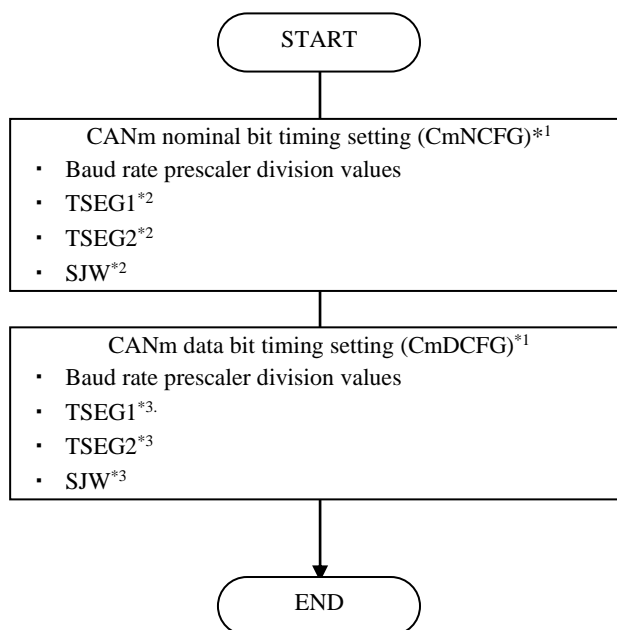 START
CANm nominal bit timing setting (CmNCFG)*1
・ Baud rate prescaler division values
・ TSEG1*2
・ TSEG2*2
・ SJW*2
CANm data bit timing setting (CmDCFG)*1
・ Baud rate prescaler division values
・ TSEG1*3.
・ TSEG2*3
・ SJW*3
END